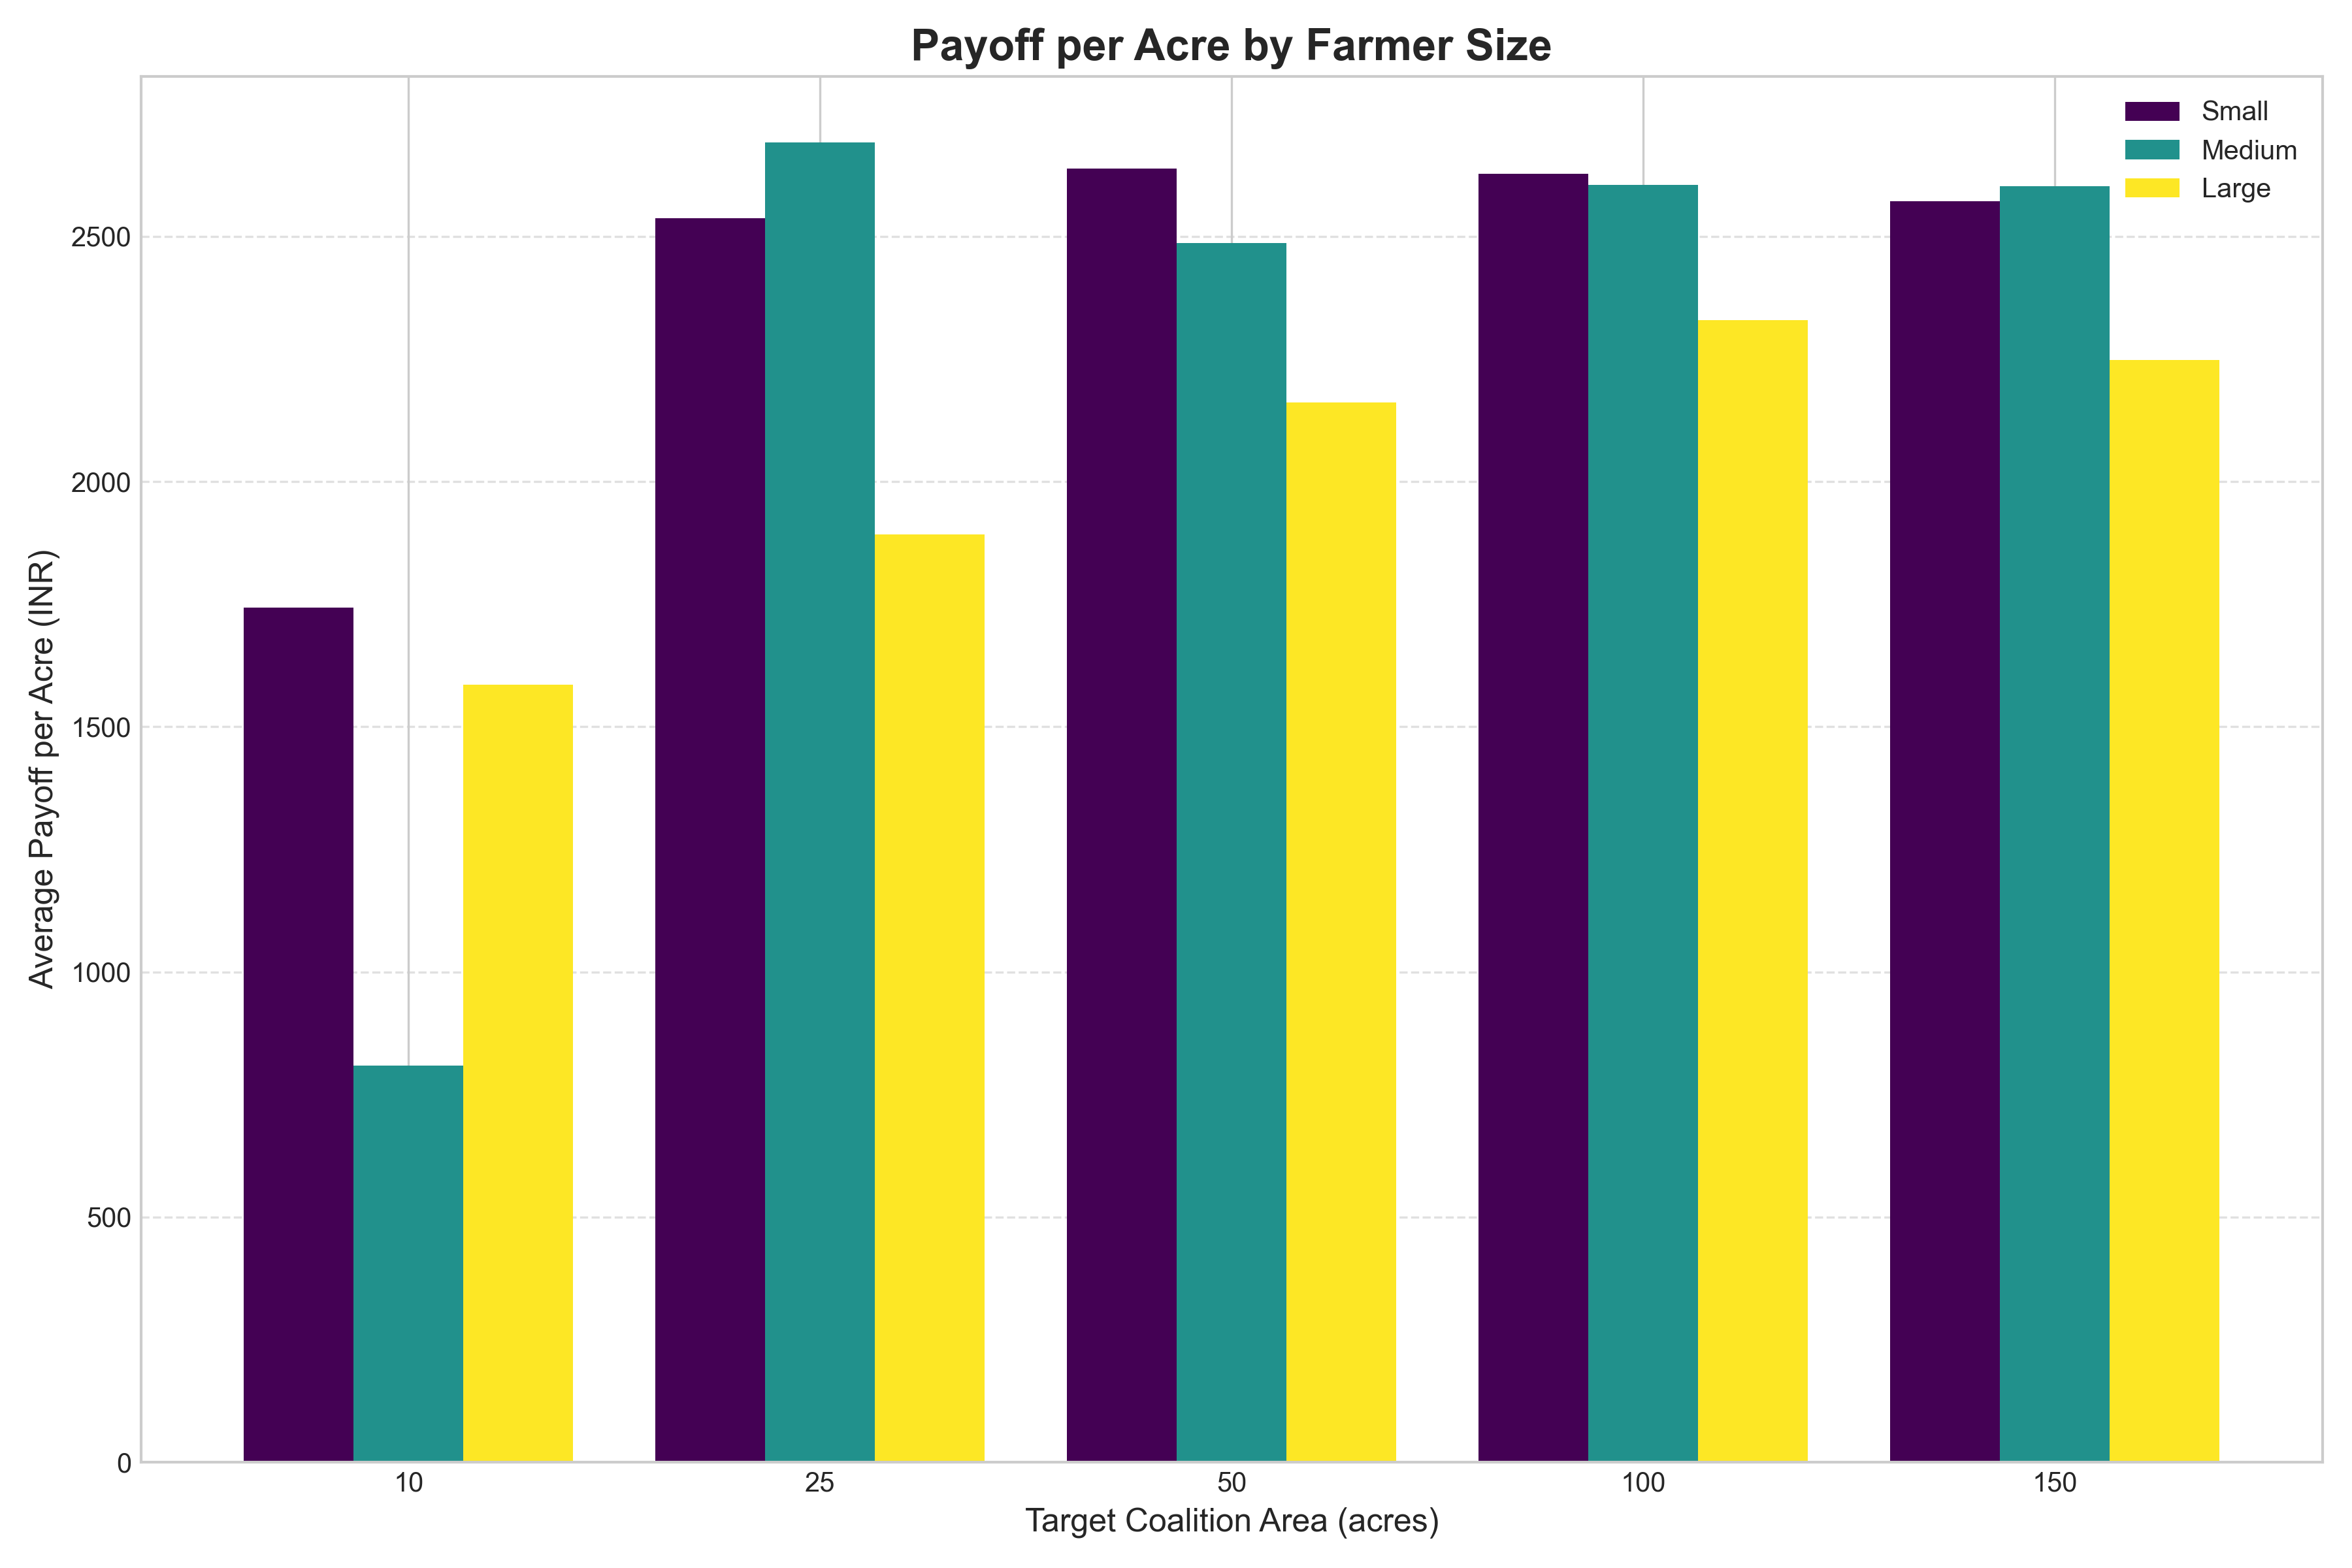 Payoff per Acre by Farmer Size
Small
Medium
Large
Average Payoff per Acre (INR)
2500
2000
1500
1000
500
0
10 25 50 100 150
Target Coalition Area (acres)